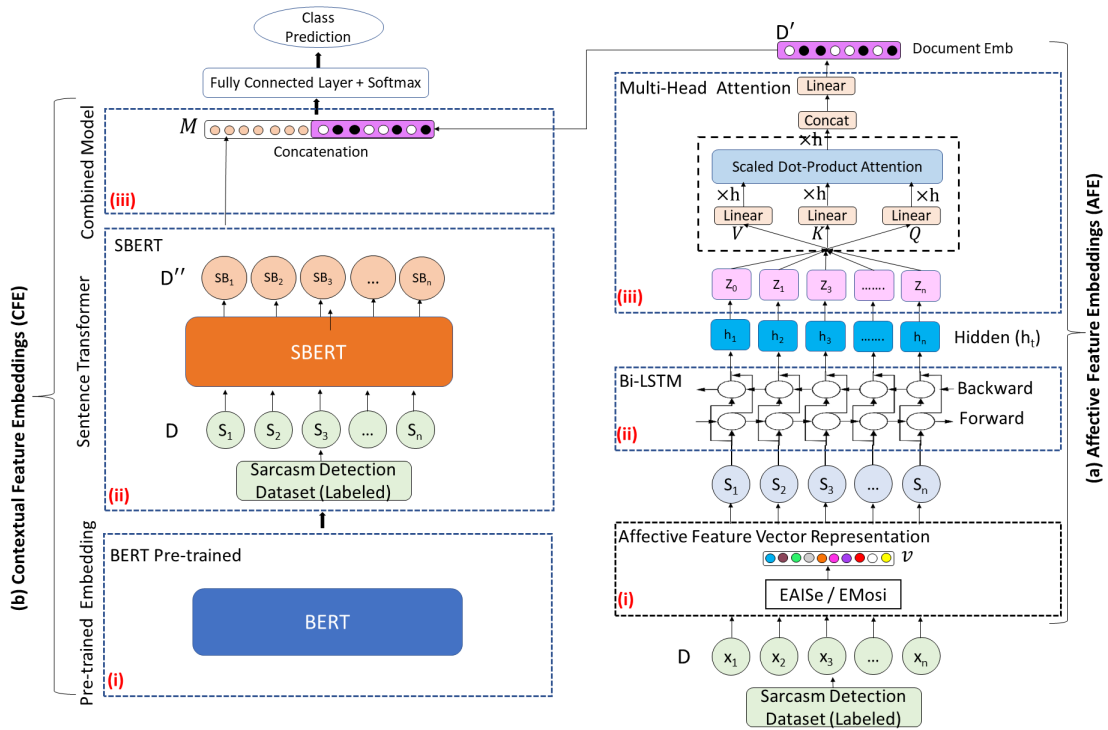 Class
Prediction
Fully Connected Layer + Softmax
M
Concatenation
(iii)
Combined Model
SBERT
D′′
SB1
SB2
SB3
...
SBn
SBERT
D
S1
S2
S3
...
Sn
Sarcasm Detection
Dataset (Labeled)
(ii)
Sentence Transformer
BERT Pre-trained
BERT
(i)
Pre-trained Embedding
(b) Contextual Feature Embeddings (CFE)
D′
Document Emb
Multi-Head Attention
Linear
Concat
×h
Scaled Dot-Product Attention
×h
×h
×h
Linear
Linear
Linear
V
K
Q
Z0
Z1
Z3
.......
Zn
(iii)
h1
h2
h3
.......
hn
Hidden (ht)
Bi-LSTM
Backward
Forward
(ii)
S1
S2
S3
...
Sn
Affective Feature Vector Representation
v
EAISe / EMosi
(i)
D
x1
x2
x3
...
xn
Sarcasm Detection
Dataset (Labeled)
(a) Affective Feature Embeddings (AFE)